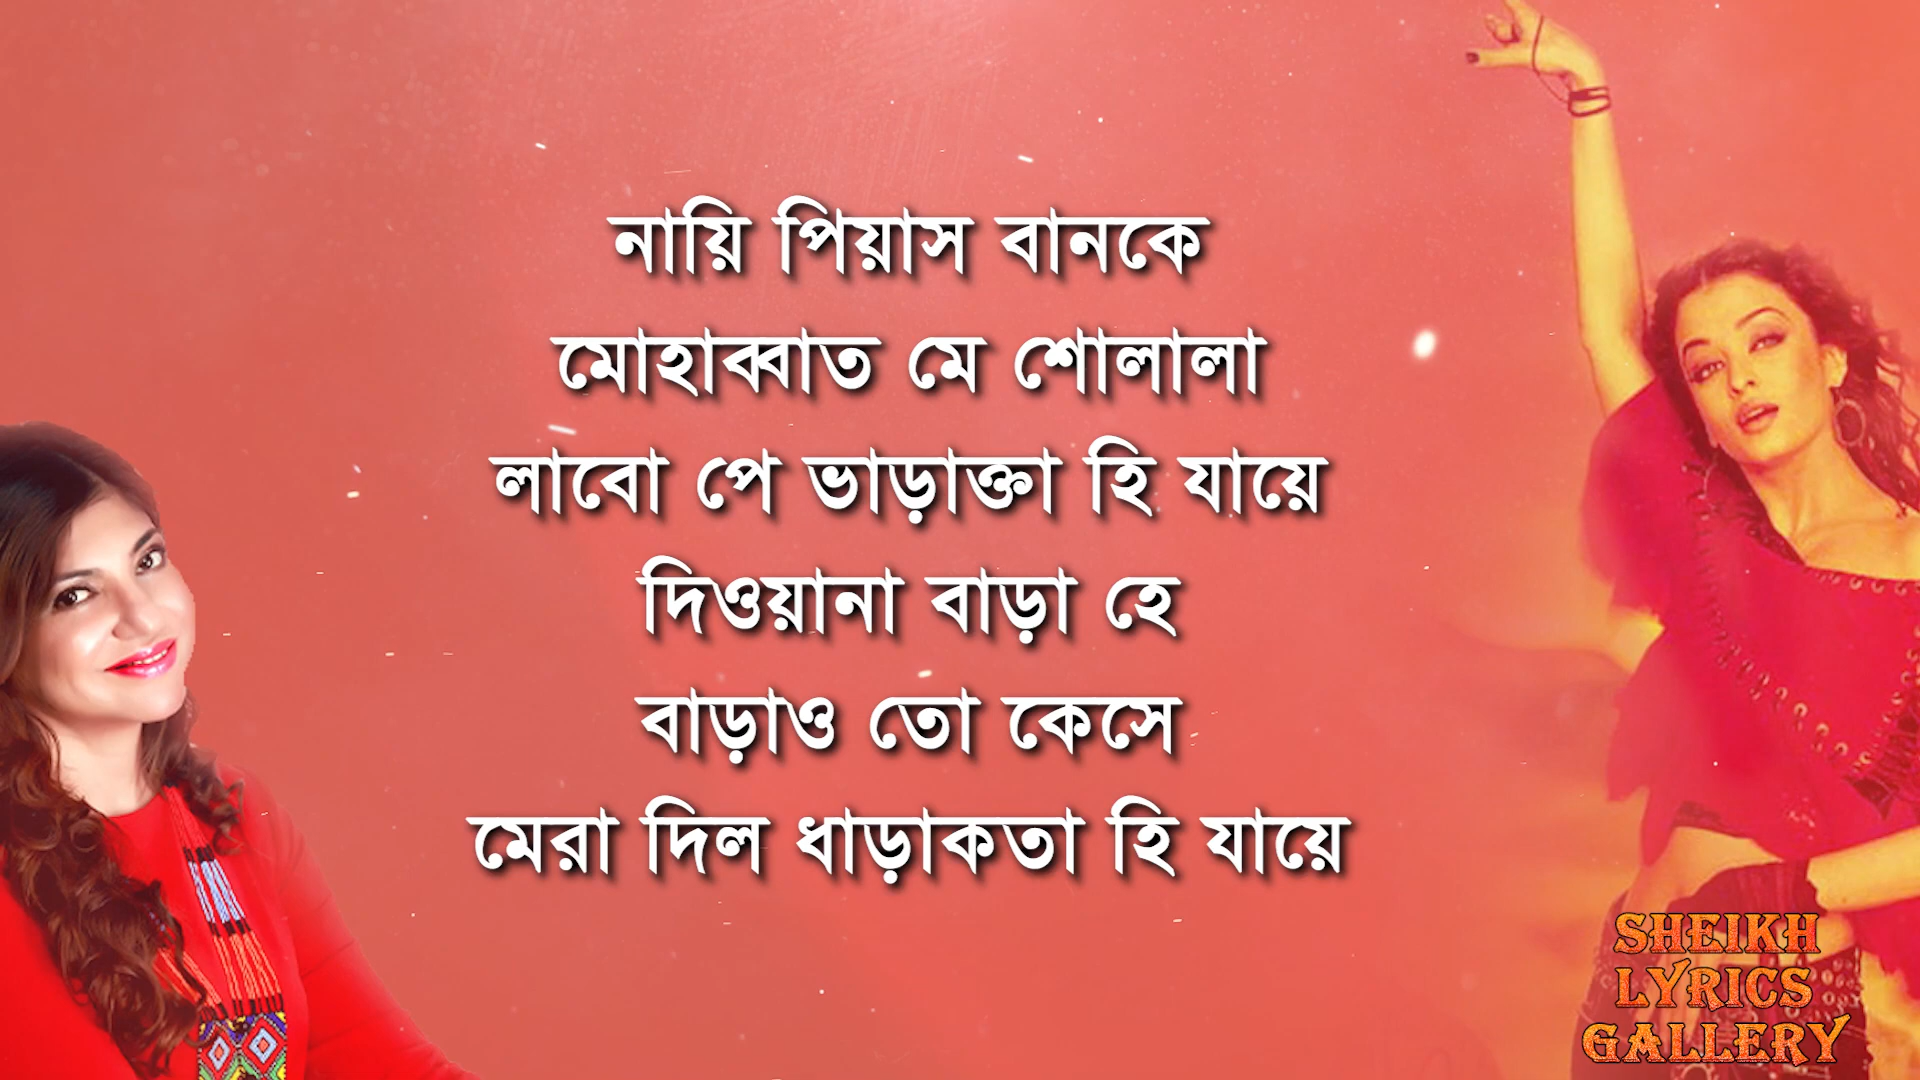 নায়ি পিয়াস বানকে
মোহাব্বাত মে শোলালা
লাবো পে ভাড়াক্তা হি যায়ে
দিওয়ানা বাড়া হে
বাড়াও তো কেসে
মেরা দিল ধাড়াকতা হি যায়ে
SHEIKH
LYRICS
GALLERY